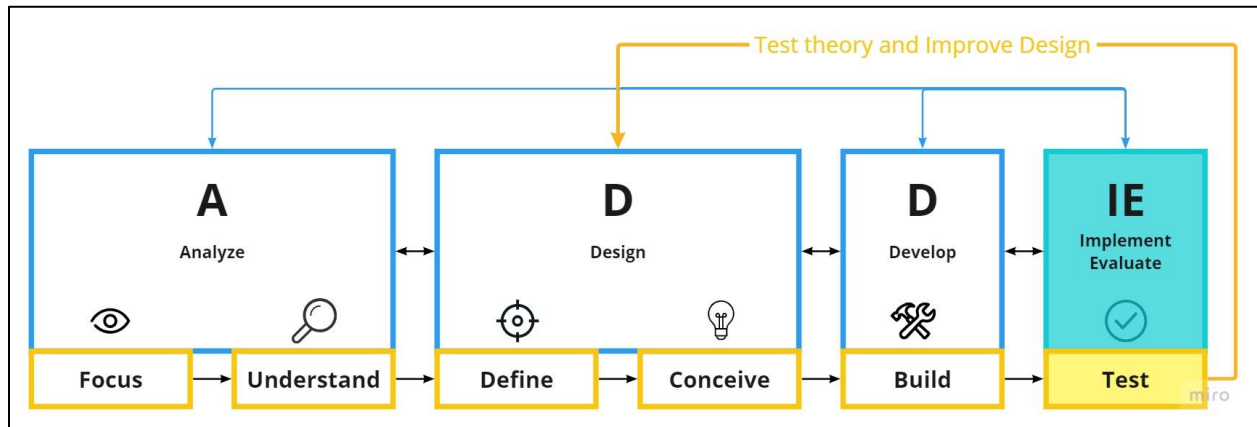 Test theory and Improve Design
A
Analyze
D
Design
D
Develop
IE
Implement
Evaluate
Focus
Understand
Define
Conceive
Build
Test
miro